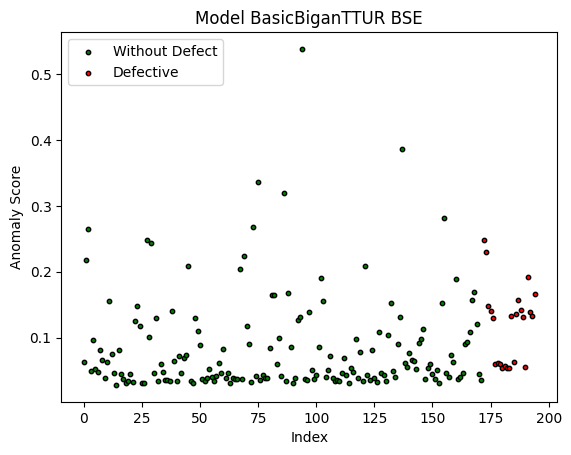 Model BasicBiganTTUR BSE
Without Defect
Defective
Anomaly Score
0.5
0.4
0.3
0.2
0.1
0 25 50 75 100 125 150 175 200
Index